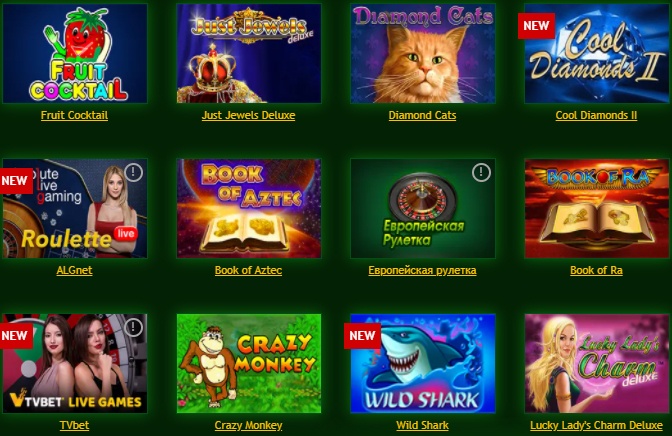 FRUIT
COCKTAIL
Fruit Cocktail
Just Jewels
deluxe
Just Jewels Deluxe
Diamond Cats
Diamond Cats
NEW
Cool
Diamonds II
Cool Diamonds II
NEW
live
gaming
Roulette live
!
ALGnet
BOOK
OF AZTEC
Book of Aztec
!
Европейская
Рулетка
Европейская рулетка
BOOK OF RA
Book of Ra
NEW
!
TVBET LIVE GAMES
TVbet
CRAZY
MONKEY
Crazy Monkey
NEW
WILD SHARK
Wild Shark
Lucky Lady's
Charm
deluxe
Lucky Lady's Charm Deluxe